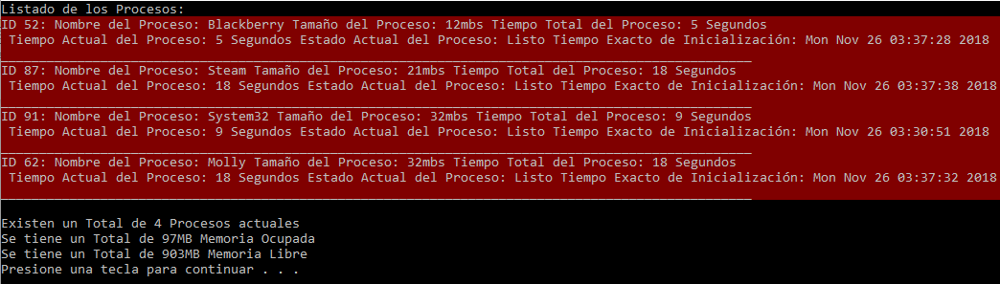 Listado de los Procesos:
ID 52: Nombre del Proceso: Blackberry Tamaño del Proceso: 12mbs Tiempo Total del Proceso: 5 Segundos
Tiempo Actual del Proceso: 5 Segundos Estado Actual del Proceso: Listo Tiempo Exacto de Inicialización: Mon Nov 26 03:37:28 2018
ID 87: Nombre del Proceso: Steam Tamaño del Proceso: 21mbs Tiempo Total del Proceso: 18 Segundos
Tiempo Actual del Proceso: 18 Segundos Estado Actual del Proceso: Listo Tiempo Exacto de Inicialización: Mon Nov 26 03:37:38 2018
ID 91: Nombre del Proceso: System32 Tamaño del Proceso: 32mbs Tiempo Total del Proceso: 9 Segundos
Tiempo Actual del Proceso: 9 Segundos Estado Actual del Proceso: Listo Tiempo Exacto de Inicialización: Mon Nov 26 03:30:51 2018
ID 62: Nombre del Proceso: Molly Tamaño del Proceso: 32mbs Tiempo Total del Proceso: 18 Segundos
Tiempo Actual del Proceso: 18 Segundos Estado Actual del Proceso: Listo Tiempo Exacto de Inicialización: Mon Nov 26 03:37:32 2018
Existen un Total de 4 Procesos actuales
Se tiene un Total de 97MB Memoria Ocupada
Se tiene un Total de 903MB Memoria Libre
Presione una tecla para continuar . . .